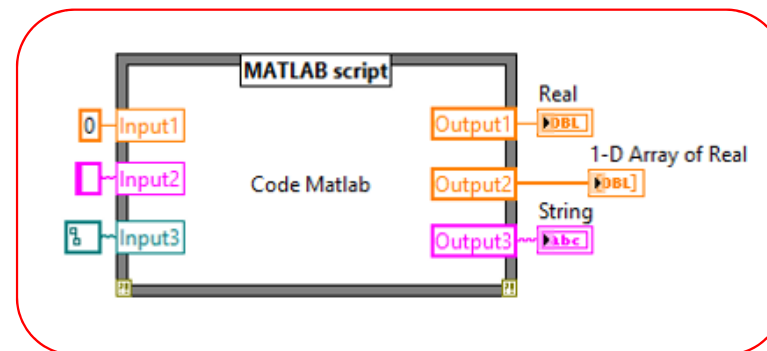 MATLAB script
Real
0
Input1
Output1
DBL
1-D Array of Real
Input2
Code Matlab
Output2
DBL]
String
Input3
Output3
abc